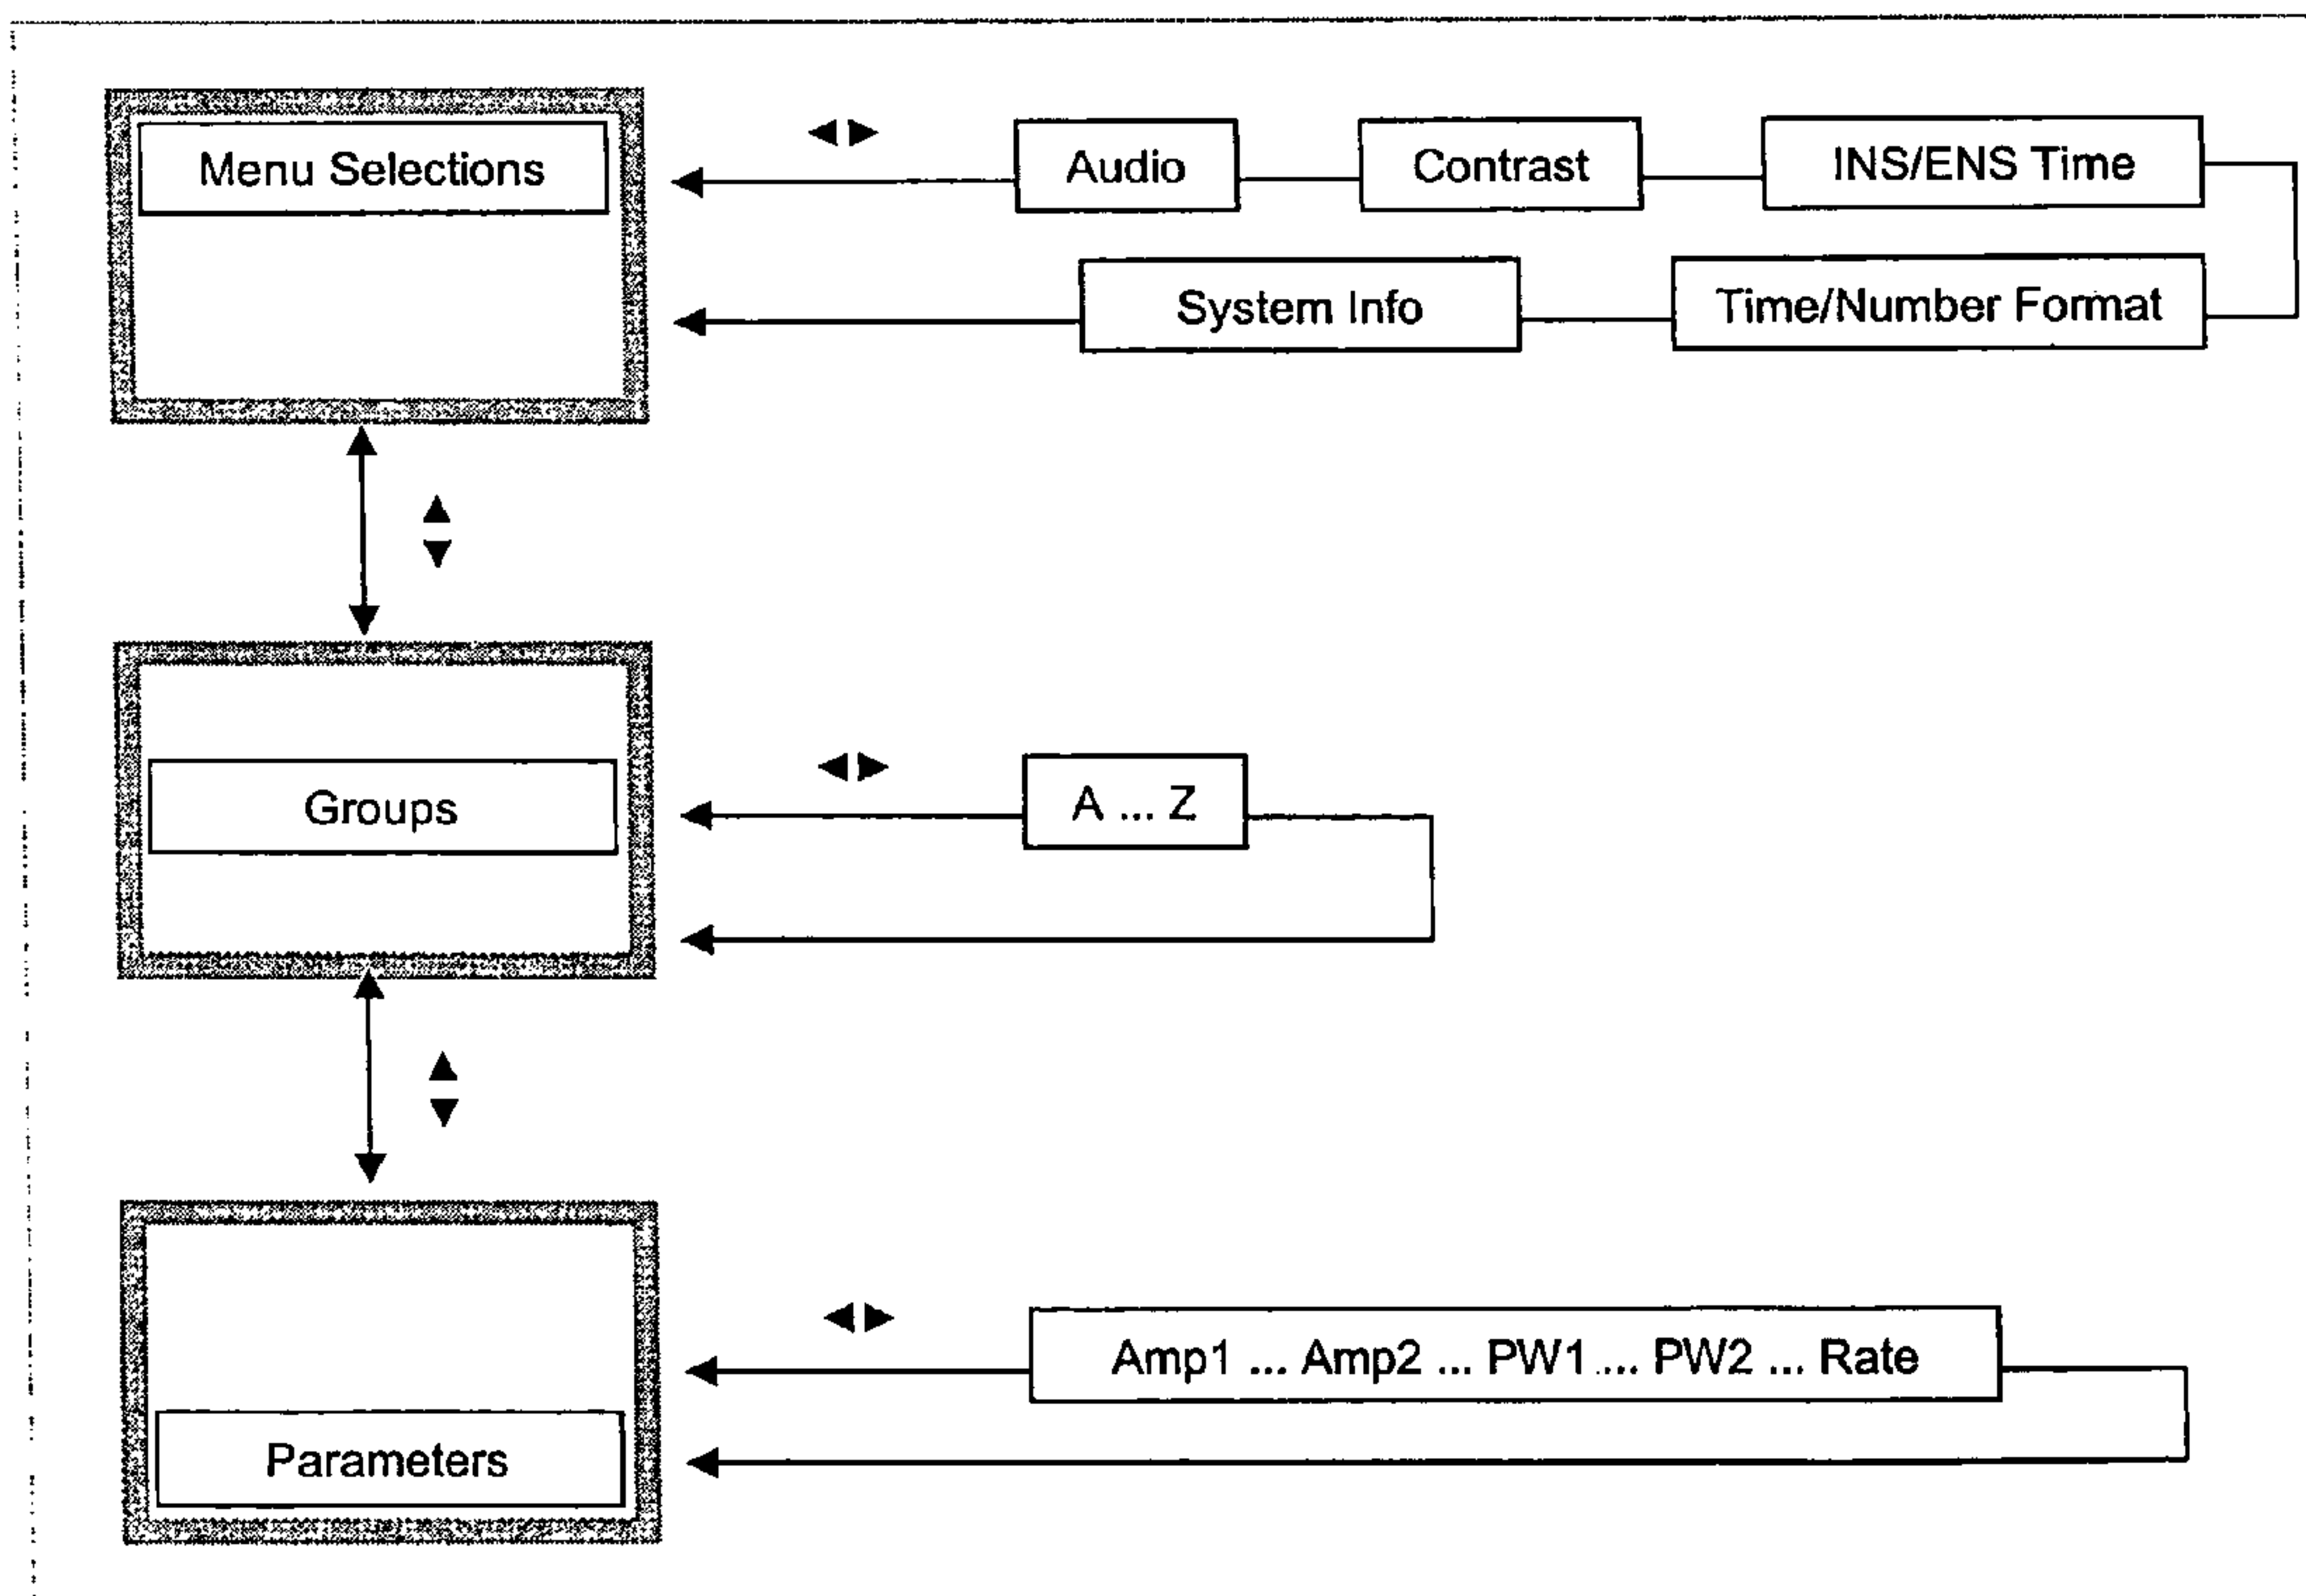 Menu Selections
Audio
Contrast
INS/ENS Time
System Info
Time/Number Format
Groups
A ... Z
Amp1 ... Amp2 ... PW1 ... PW2 ... Rate
Parameters